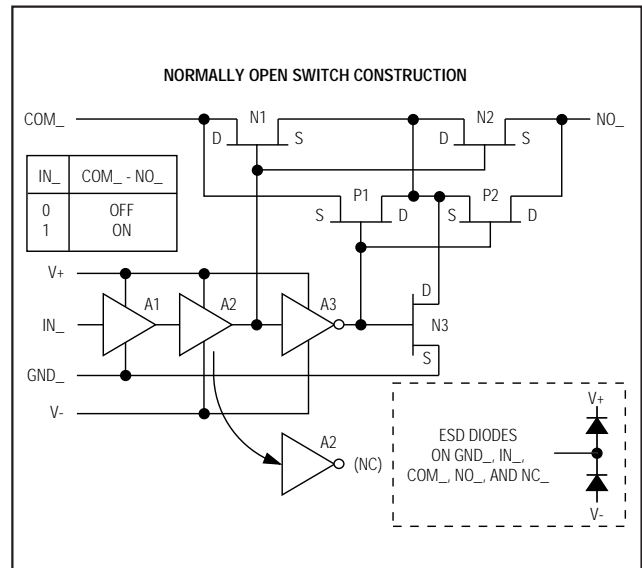 NORMALLY OPEN SWITCH CONSTRUCTION
COM_ N1 N2 NO_
D S D S
IN_ COM_ - NO_
0 OFF
1 ON
P1 P2
S D S D
V+
A1 A2 A3 D
IN_ N3
S
GND_
V-
A2
(NC)
V+
ESD DIODES
ON GND_, IN_,
COM_, NO_, AND NC_
V-